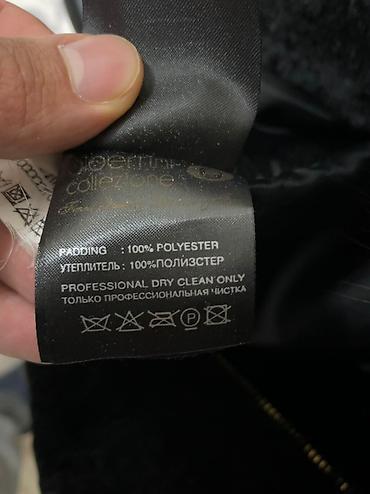 collezione
PADDING : 100% POLYESTER
УТЕПЛИТЕЛЬ : 100%ПОЛИЭСТЕР
PROFESSIONAL DRY CLEAN ONLY
ТОЛЬКО ПРОФЕССИОНАЛЬНАЯ ЧИСТКА